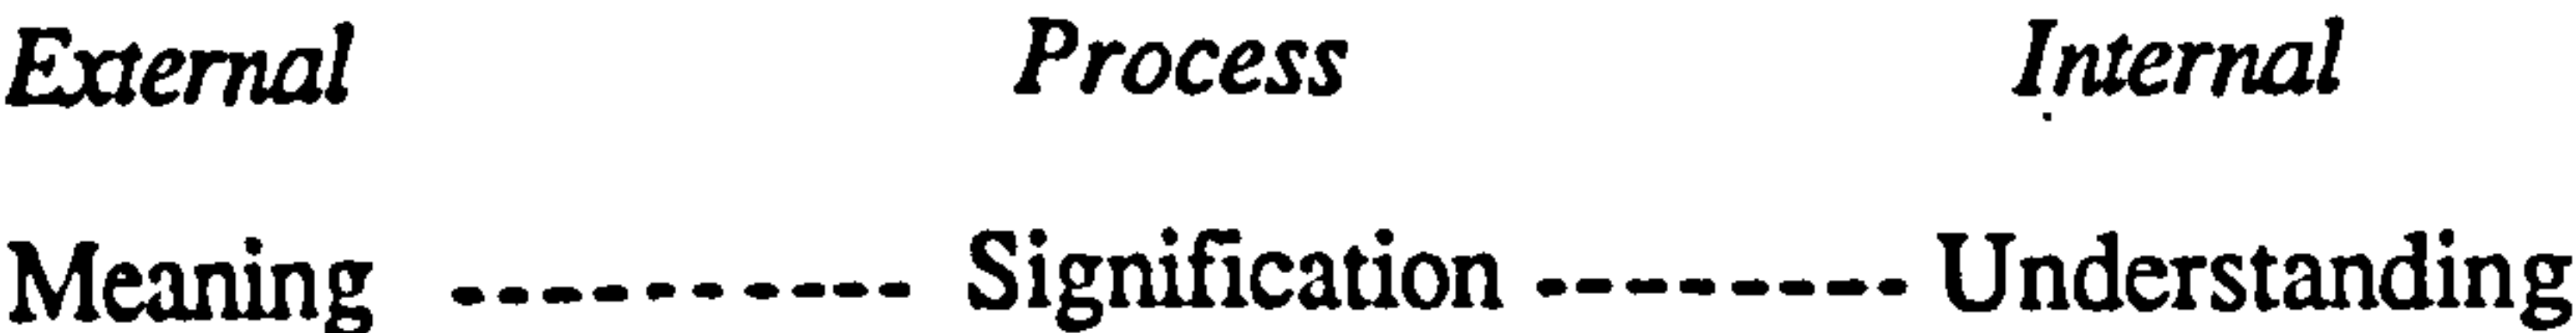 External Process Internal
Meaning ----------- Signification --------- Understanding